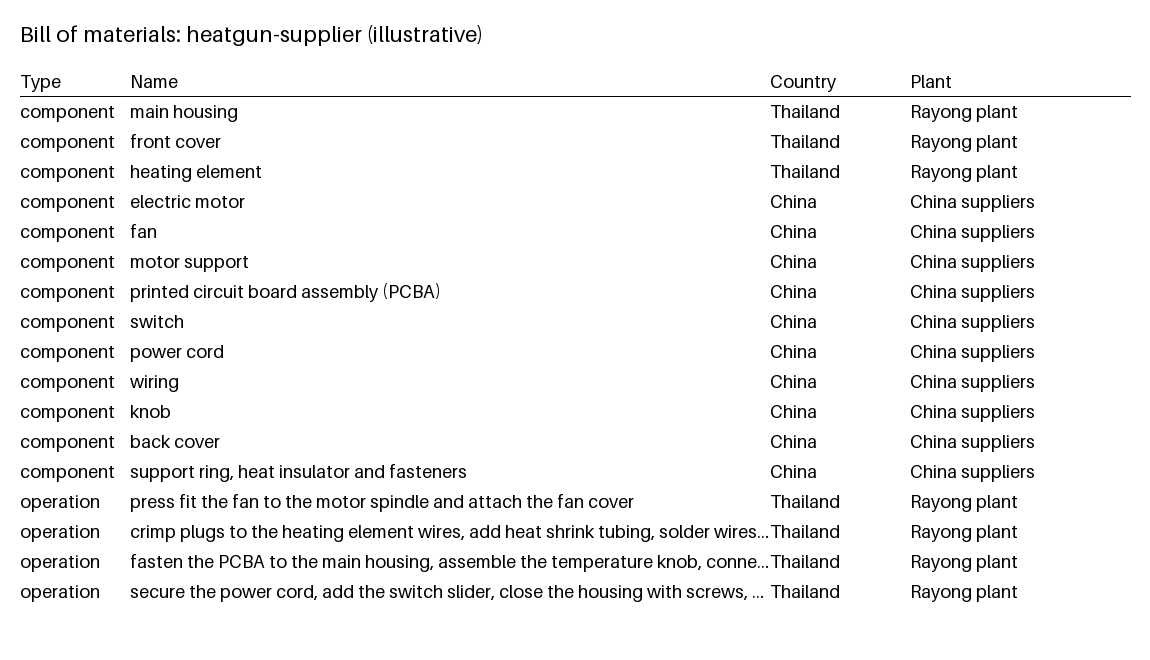 Bill of materials: heatgun-supplier (illustrative)
Type Name Country Plant
component main housing Thailand Rayong plant
component front cover Thailand Rayong plant
component heating element Thailand Rayong plant
component electric motor China China suppliers
component fan China China suppliers
component motor support China China suppliers
component printed circuit board assembly (PCBA) China China suppliers
component switch China China suppliers
component power cord China China suppliers
component wiring China China suppliers
component knob China China suppliers
component back cover China China suppliers
component support ring, heat insulator and fasteners China China suppliers
operation press fit the fan to the motor spindle and attach the fan cover Thailand Rayong plant
operation crimp plugs to the heating element wires, add heat shrink tubing, solder wires... Thailand Rayong plant
operation fasten the PCBA to the main housing, assemble the temperature knob, conne... Thailand Rayong plant
operation secure the power cord, add the switch slider, close the housing with screws, ... Thailand Rayong plant